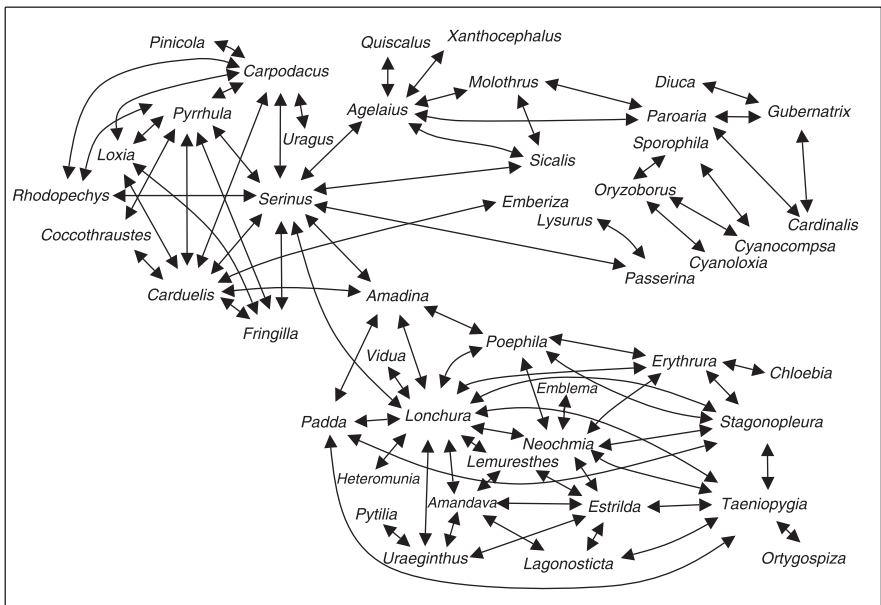 Pinicola
Quiscalus
Xanthocephalus
Carpodacus
Molothrus
Diuca
Pyrrhula
Agelaius
Paroaria
Gubernatrix
Uragus
Sporophila
Loxia
Sicalis
Rhodopechys
Serinus
Emberiza
Oryzoborus
Lysurus
Cardinalis
Coccothraustes
Cyanocompsa
Cyanoloxia
Passerina
Carduelis
Amadina
Fringilla
Poephila
Vidua
Erythrura
Chloebia
Emblema
Padda
Lonchura
Stagonopleura
Neochmia
Lemuresthes
Heteromunia
Amandava
Estrilda
Taeniopygia
Pytilia
Uraeginthus
Lagonosticta
Ortygospiza